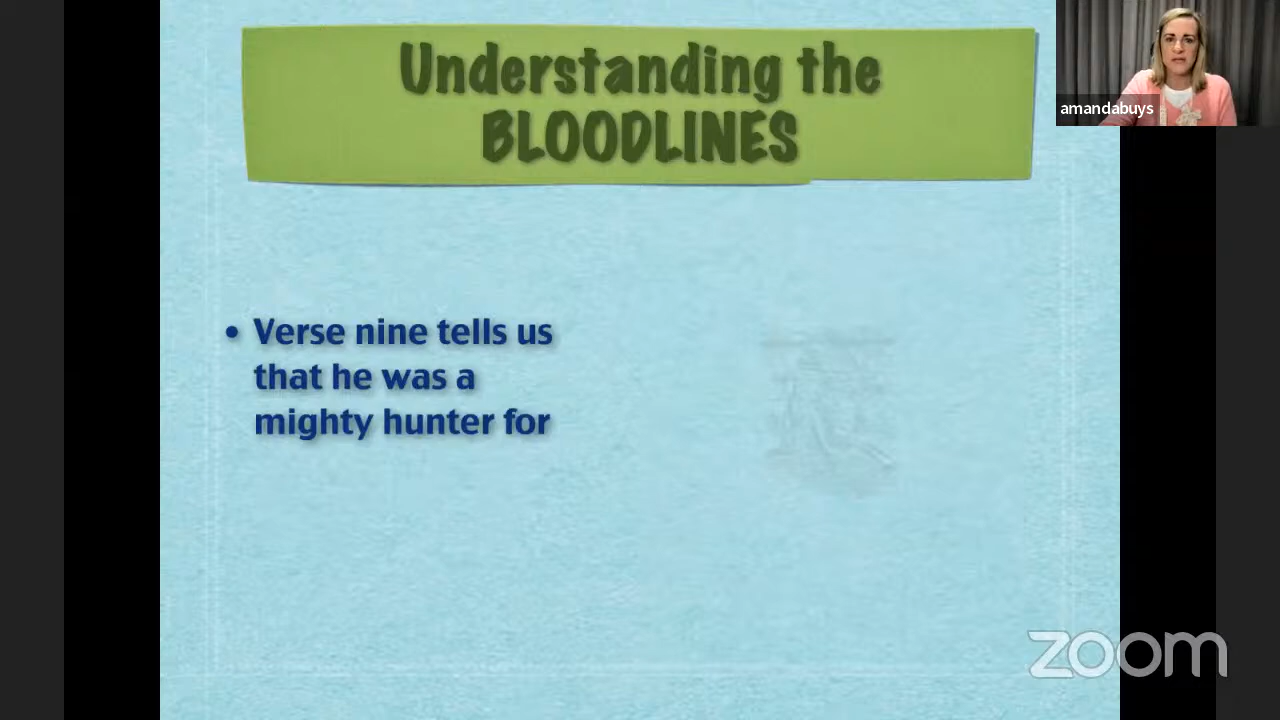 Understanding the
BLOODLINES
amandabuys
• Verse nine tells us
that he was a
mighty hunter for
zoom